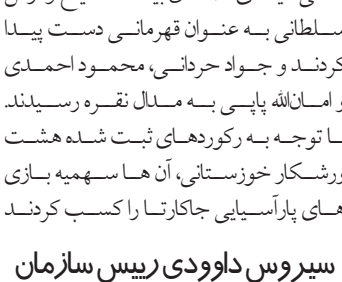 سلطانی به عنوان قهرمانی دست پیدا
کردند و جواد حردانی، محمود احمدی
و امان‌الله پاپی به مدال نقره رسیدند.
با توجه به رکوردهای ثبت شده هشت
ورزشکار خوزستانی، آن ها سهمیه بازی
های پارآسیایی جاکارتا را کسب کردند
سیروس داوودی رییس سازمان